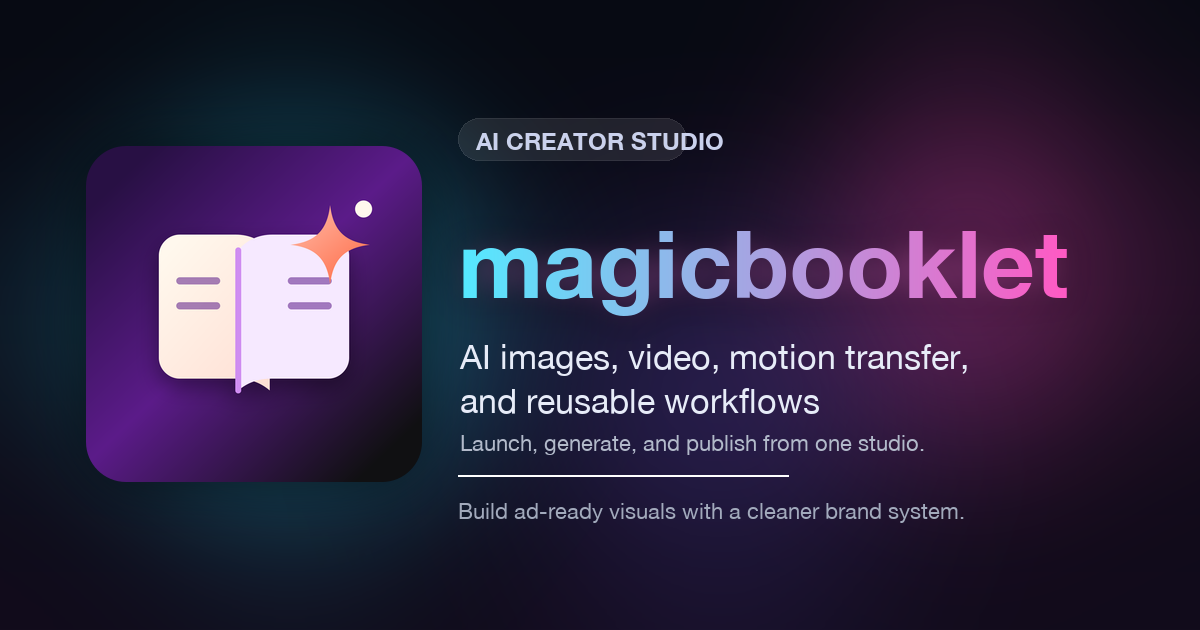 AI CREATOR STUDIO
magicbooklet
AI images, video, motion transfer,
and reusable workflows
Launch, generate, and publish from one studio.
Build ad-ready visuals with a cleaner brand system.